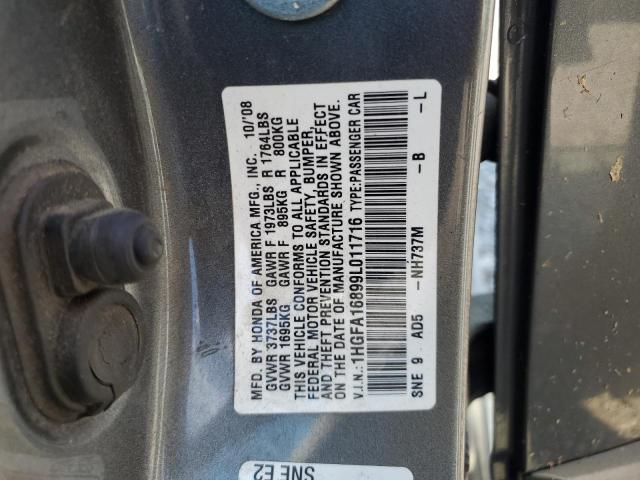 MFD. BY HONDA OF AMERICA MFG., INC. 10/'08
GVWR 3737LBS GAWR F 1973LBS R 1764LBS
GVWR 1695KG GAWR F 895KG R 800KG
THIS VEHICLE CONFORMS TO ALL APPLICABLE
FEDERAL MOTOR VEHICLE SAFETY, BUMPER,
AND THEFT PREVENTION STANDARDS IN EFFECT
ON THE DATE OF MANUFACTURE SHOWN ABOVE.
V.I.N.:1HGFA16899L011716 TYPE:PASSENGER CAR
SNE 9 AD5 -NH737M -B -L
SNE E2